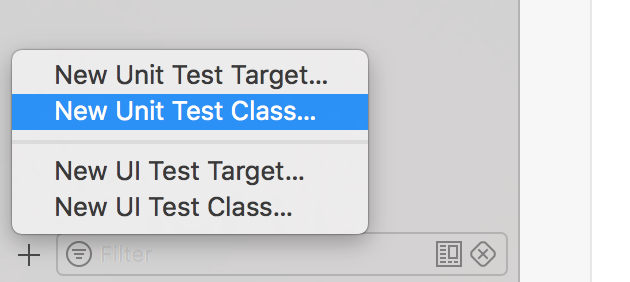 New Unit Test Target...
New Unit Test Class...
New UI Test Target...
New UI Test Class...
Filter